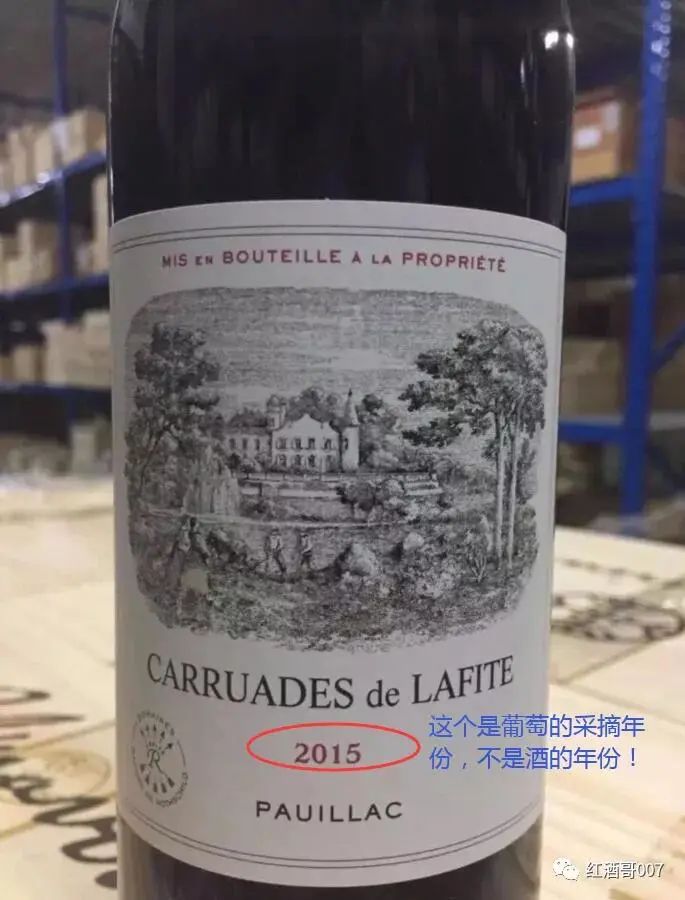 MIS EN BOUTEILLE A LA PROPRIÉTÉ
CARRUADES de LAFITE
2015
这个是葡萄的采摘年
份，不是酒的年份！
DOMAINES
R
PAUILLAC
红酒哥007